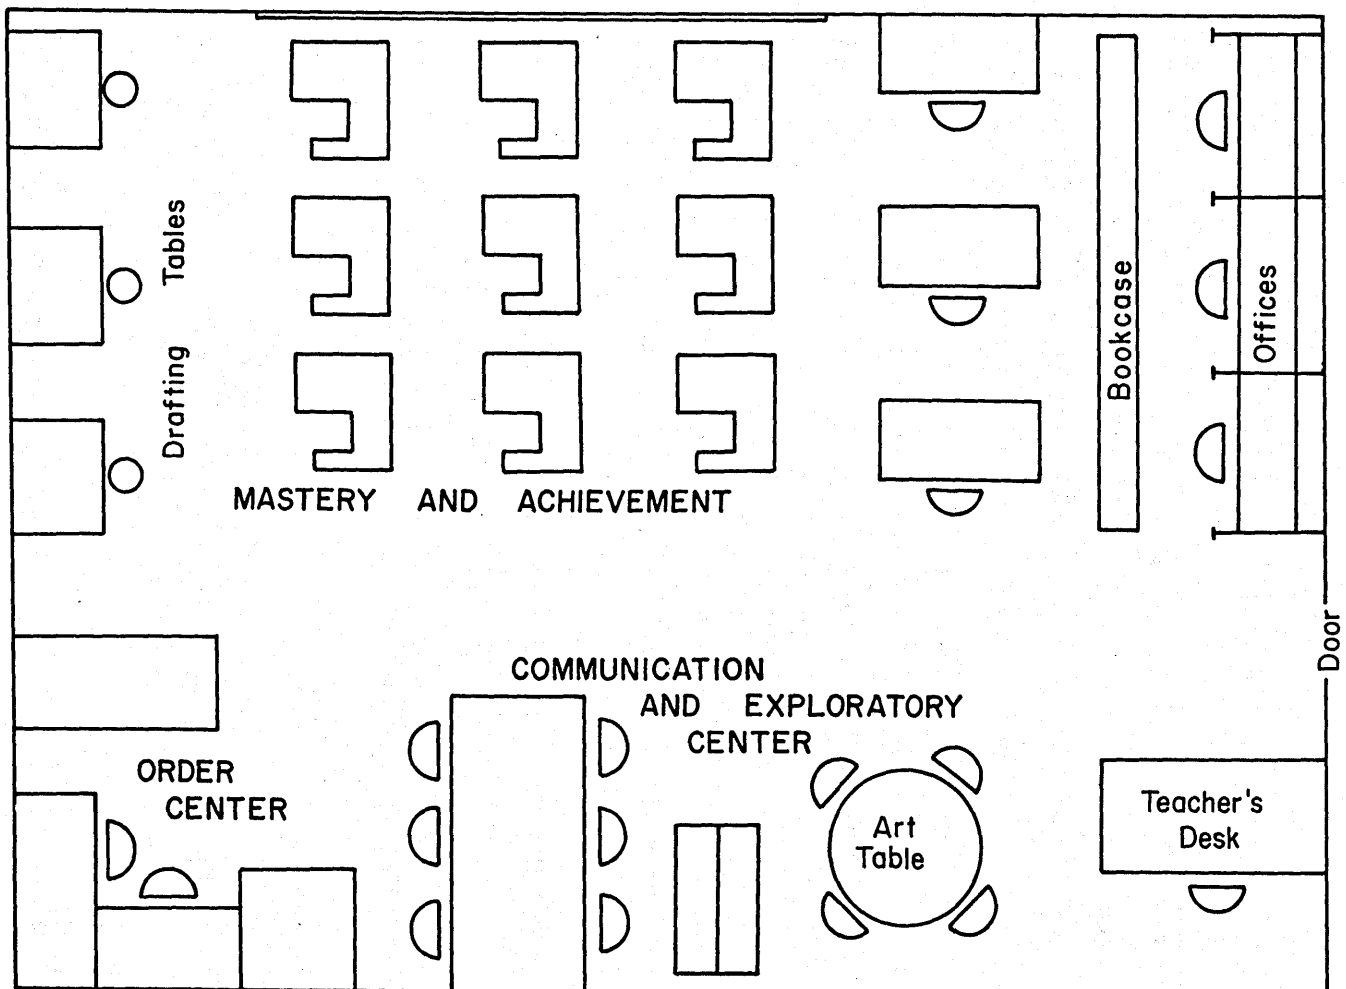 Drafting Tables
Bookcase
Offices
MASTERY AND ACHIEVEMENT
Door
COMMUNICATION
AND EXPLORATORY
CENTER
ORDER
CENTER
Art
Table
Teacher's
Desk